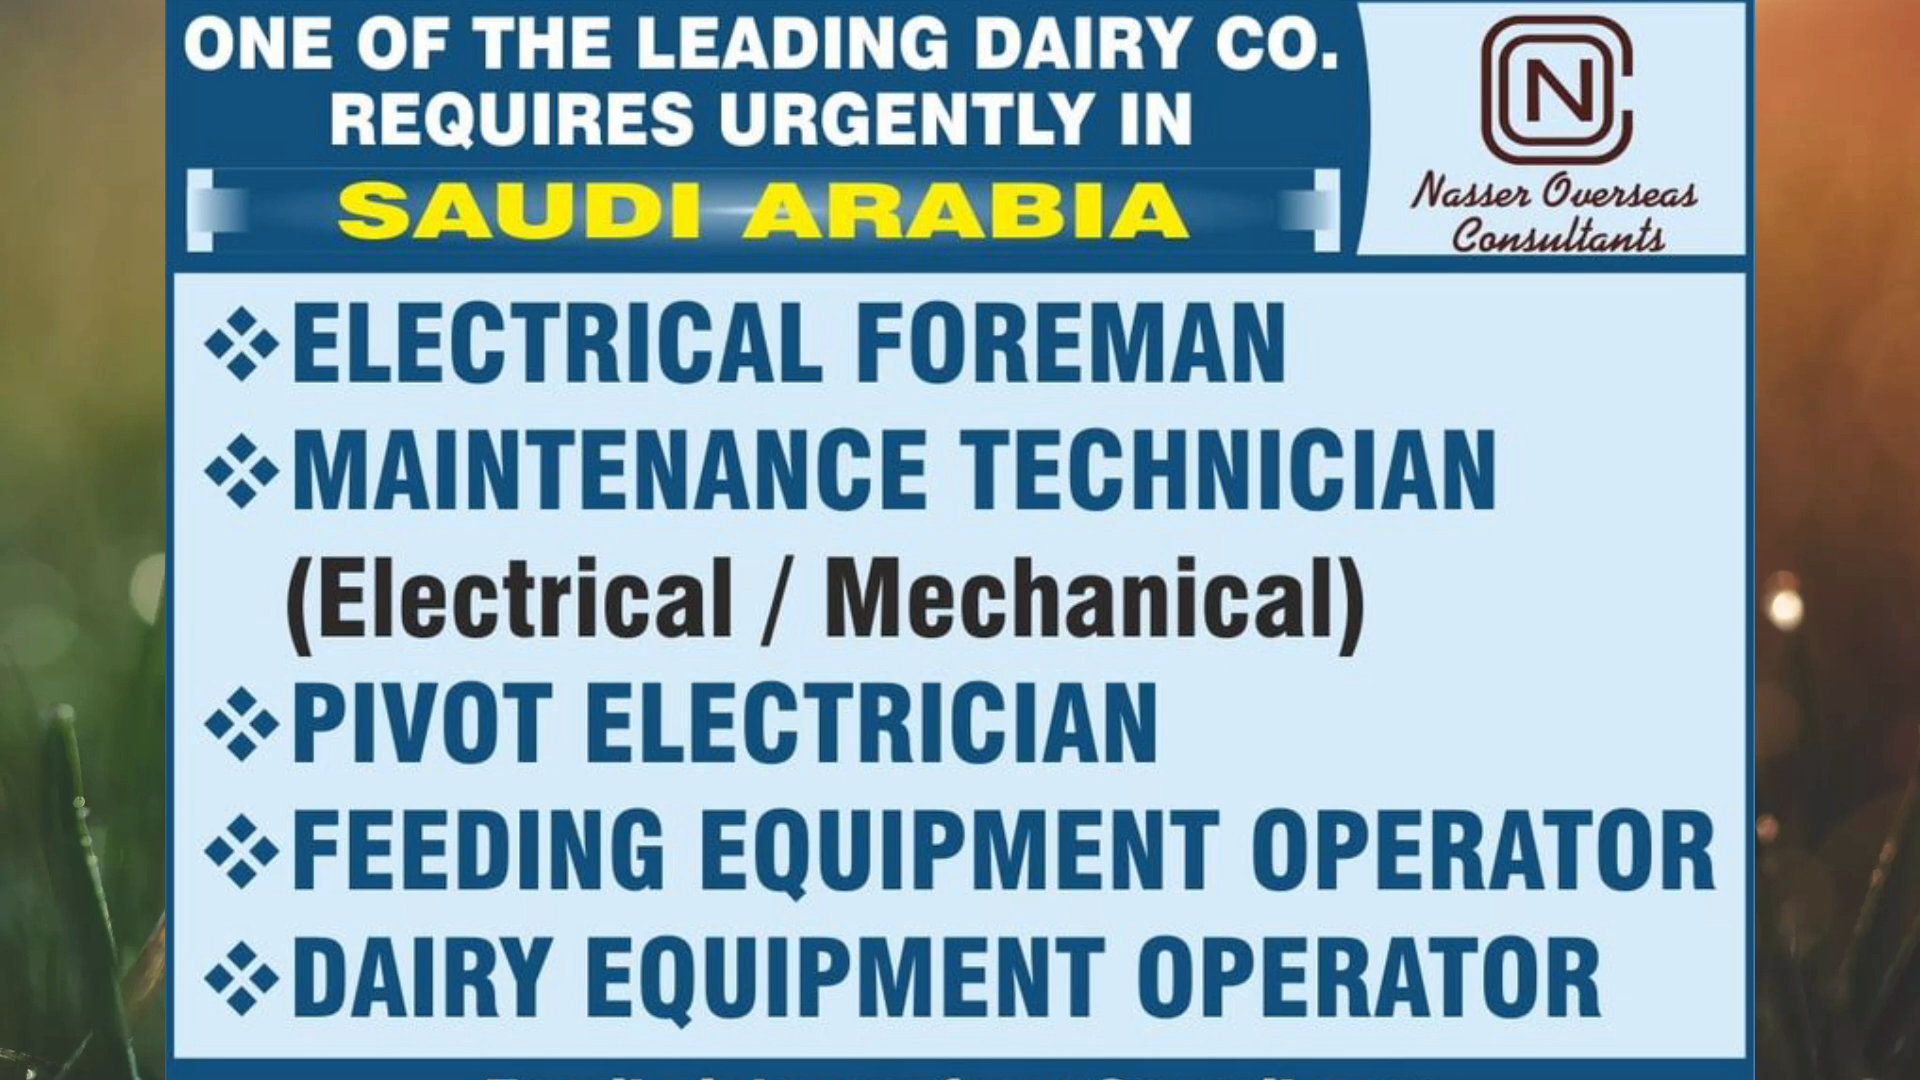 ONE OF THE LEADING DAIRY CO.
REQUIRES URGENTLY IN
SAUDI ARABIA
NC
Nasser Overseas
Consultants
❖ELECTRICAL FOREMAN
❖MAINTENANCE TECHNICIAN
(Electrical / Mechanical)
❖PIVOT ELECTRICIAN
❖FEEDING EQUIPMENT OPERATOR
❖DAIRY EQUIPMENT OPERATOR